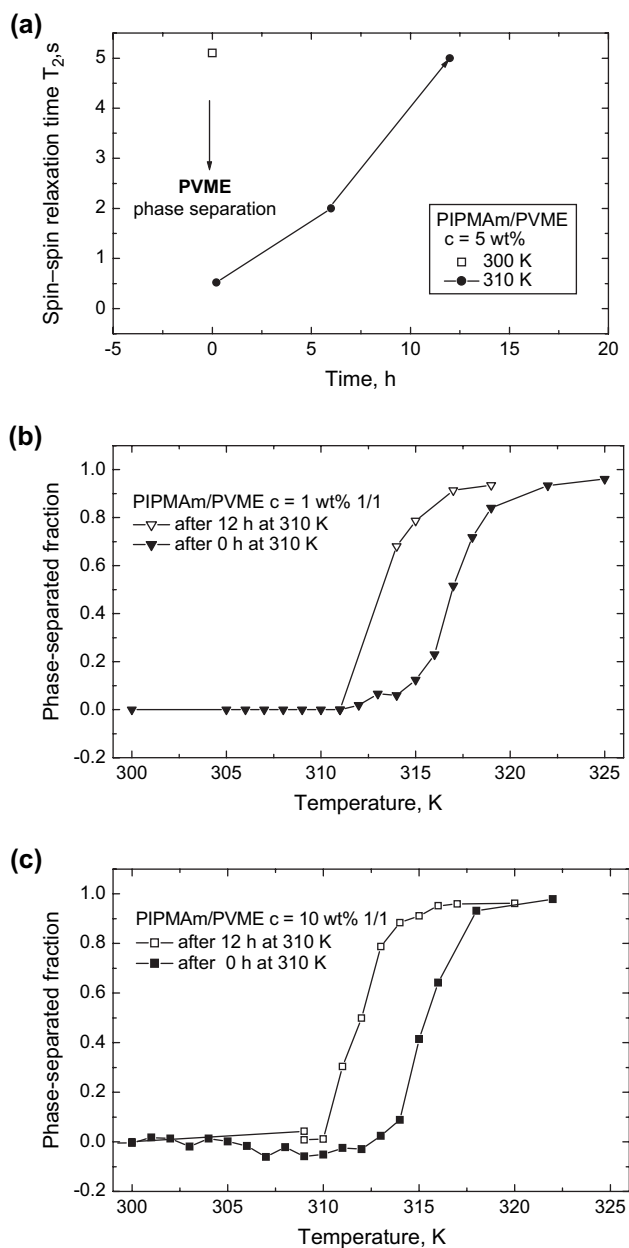 (a)
Spin–spin relaxation time T2,s
5
4
3
2
1
0
PVME
phase separation
PIPMAm/PVME
c = 5 wt%
300 K
310 K
-5 0 5 10 15 20
Time, h
(b)
Phase-separated fraction
1.0
0.8
0.6
0.4
0.2
0.0
-0.2
PIPMAm/PVME c = 1 wt% 1/1
after 12 h at 310 K
after 0 h at 310 K
300 305 310 315 320 325
Temperature, K
(c)
Phase-separated fraction
1.0
0.8
0.6
0.4
0.2
0.0
-0.2
PIPMAm/PVME c = 10 wt% 1/1
after 12 h at 310 K
after 0 h at 310 K
300 305 310 315 320
Temperature, K